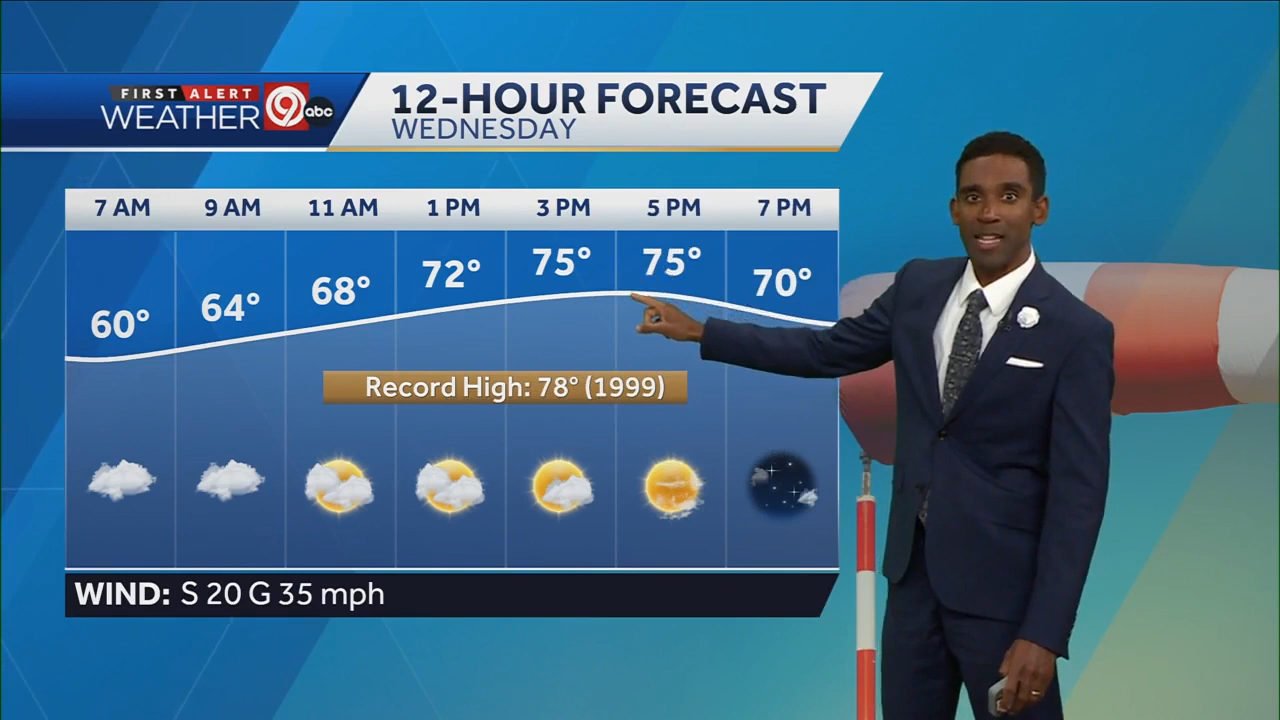 FIRST ALERT
WEATHER 9 abc
12-HOUR FORECAST
WEDNESDAY
7 AM 9 AM 11 AM 1 PM 3 PM 5 PM 7 PM
60° 64° 68° 72° 75° 75° 70°
Record High: 78° (1999)
WIND: S 20 G 35 mph